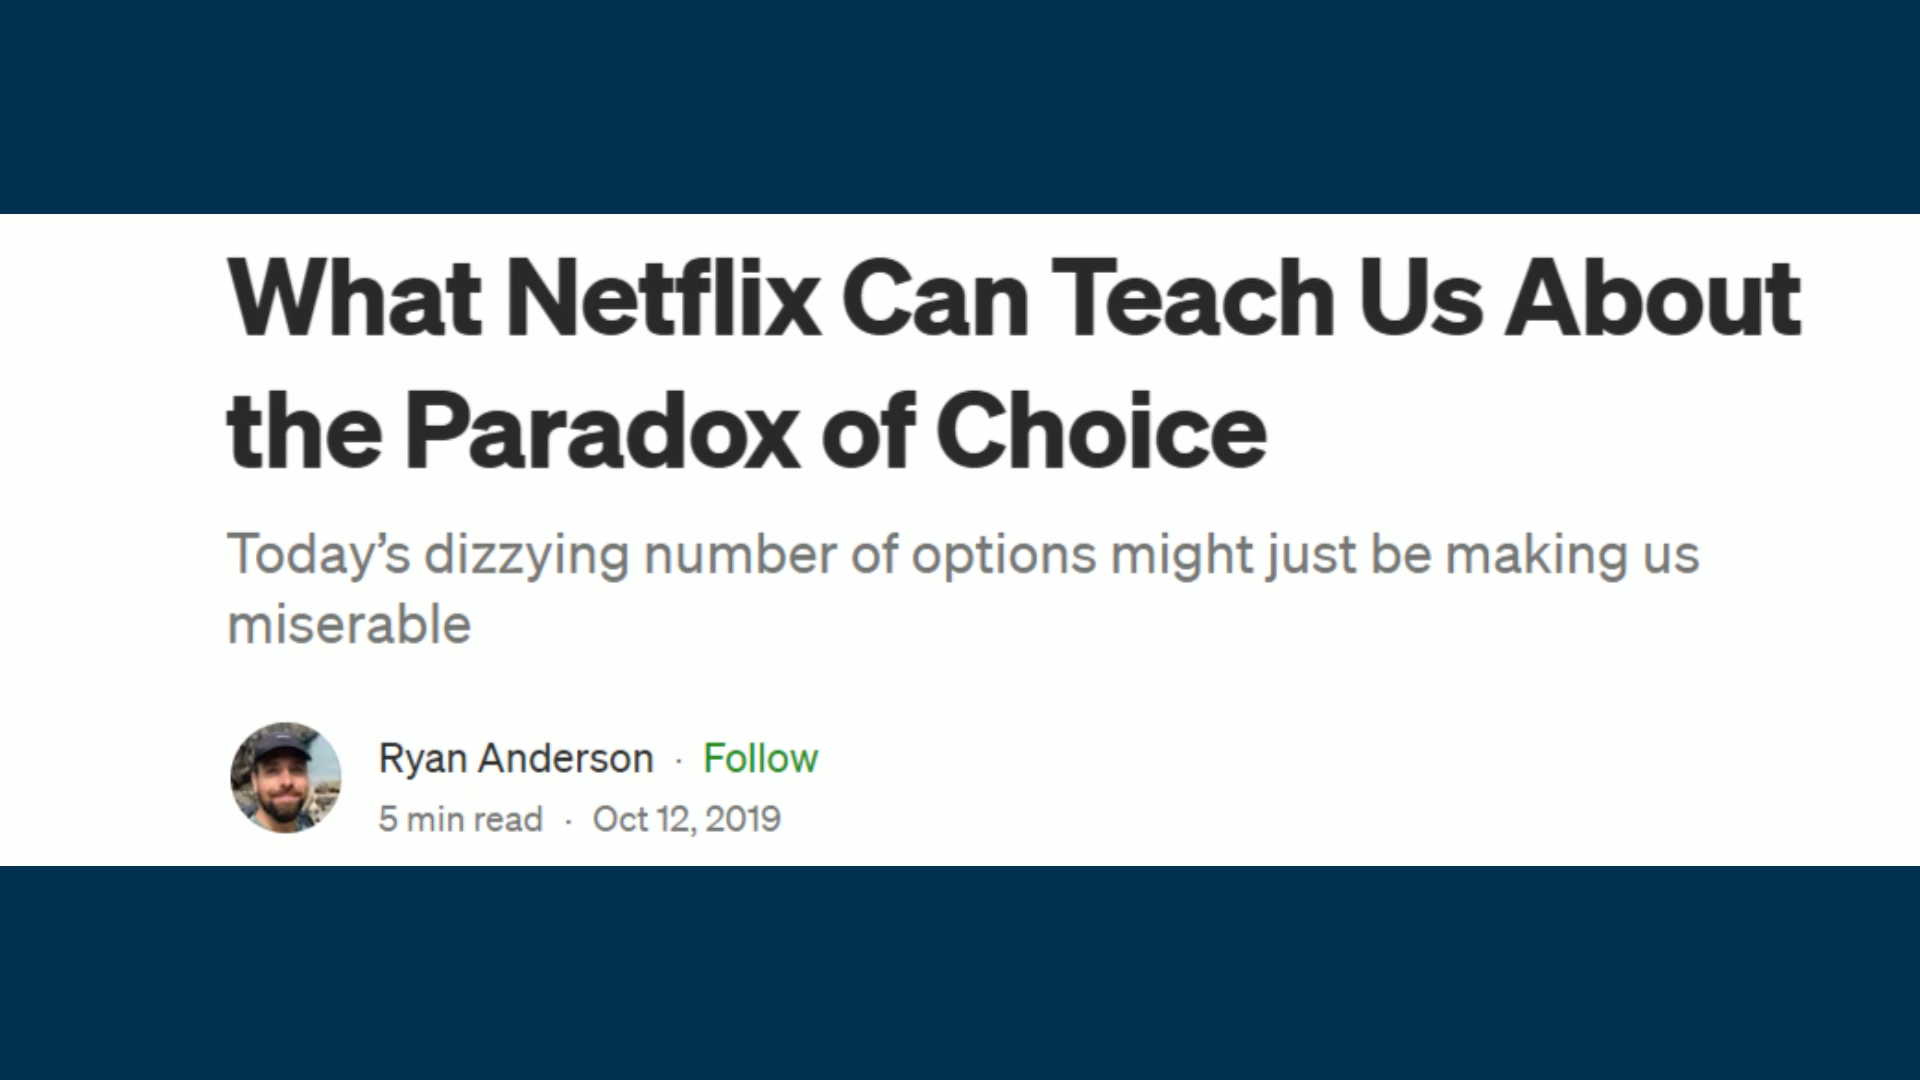 What Netflix Can Teach Us About
the Paradox of Choice
Today’s dizzying number of options might just be making us
miserable
Ryan Anderson · Follow
5 min read · Oct 12, 2019